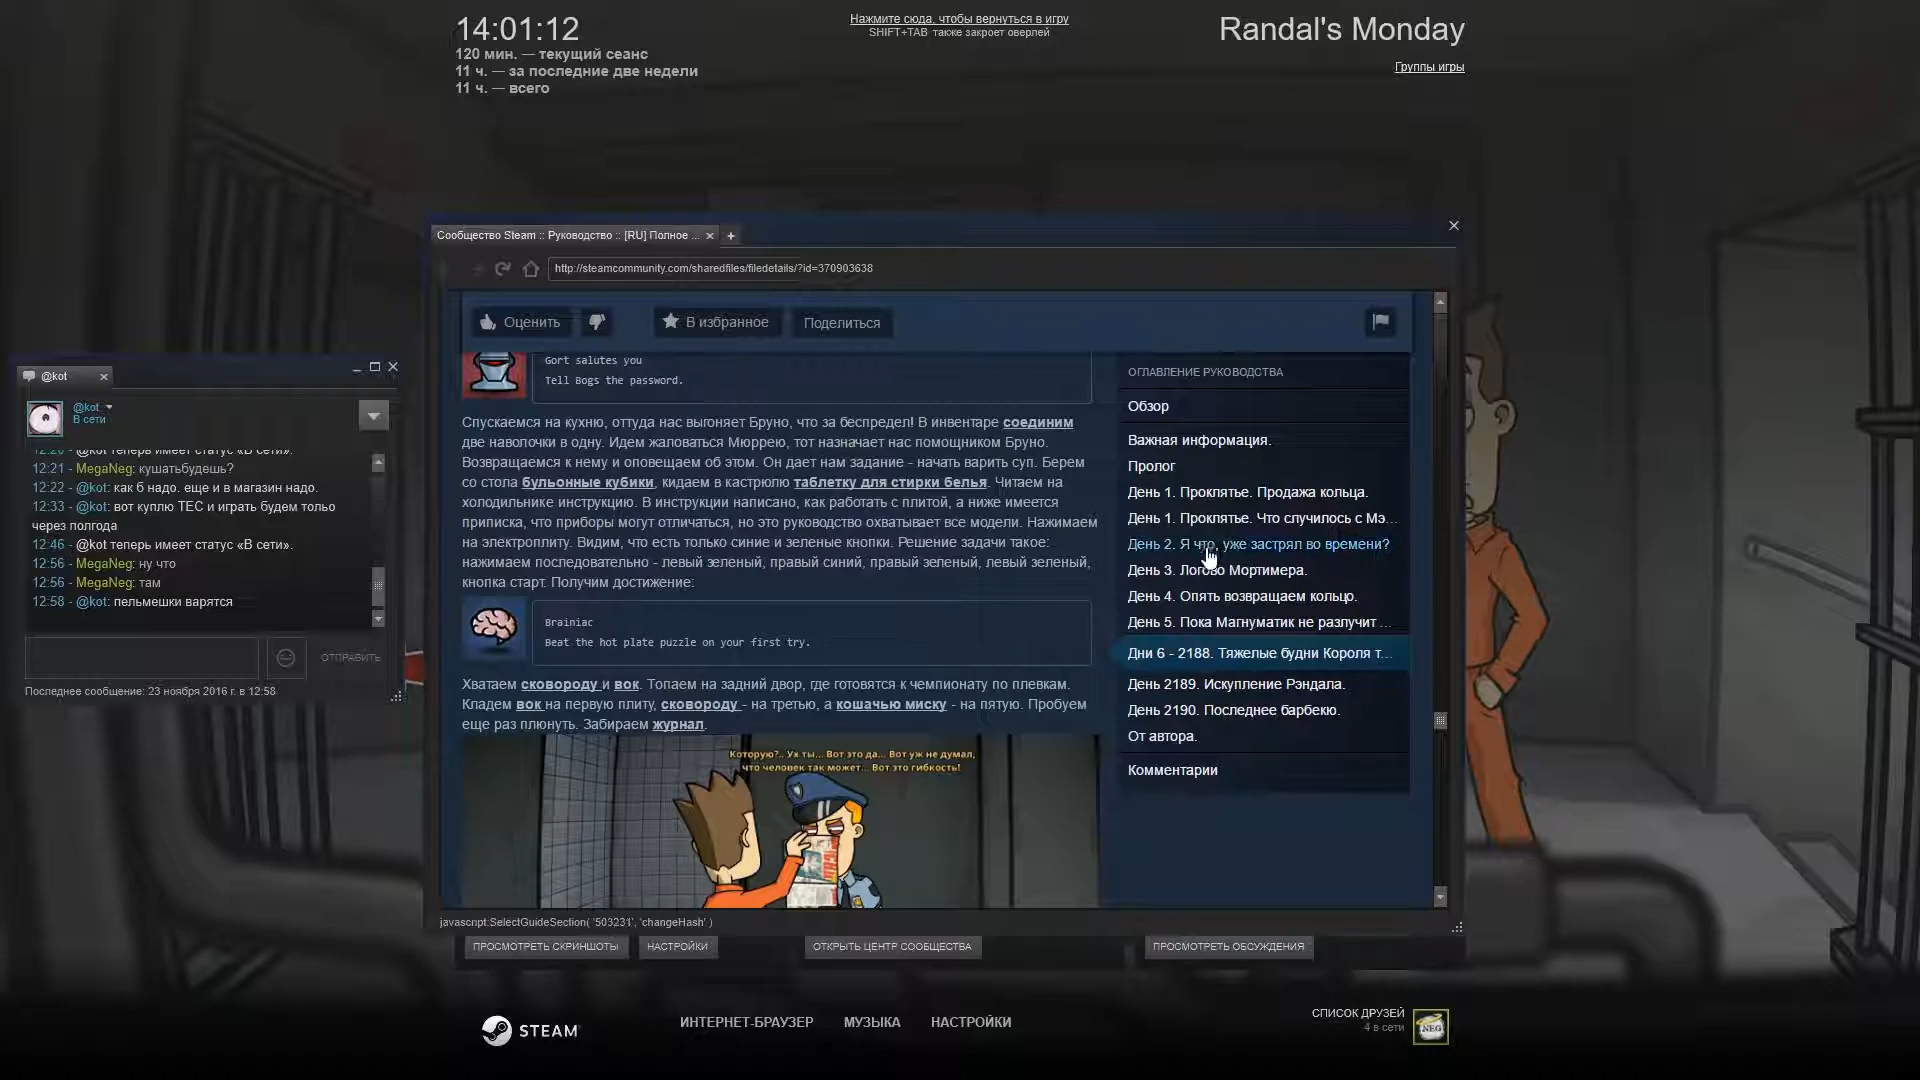 14:01:12
120 мин. — текущий сеанс
11 ч. — за последние две недели
11 ч. — всего
Нажмите сюда, чтобы вернуться в игру
SHIFT+TAB также закроет оверлей
Randal's Monday
Группы игры
Сообщество Steam :: Руководство :: [RU] Полное ...
http://steamcommunity.com/sharedfiles/filedetails/?id=370903638
Оценить
В избранное
Поделиться
Gort salutes you
Tell Bogs the password.
Спускаемся на кухню, оттуда нас выгоняет Бруно, что за беспредел! В инвентаре соединим
две наволочки в одну. Идем жаловаться Мюррею, тот назначает нас помощником Бруно.
Возвращаемся к нему и оповещаем об этом. Он дает нам задание - начать варить суп. Берем
со стола бульонные кубики, кидаем в кастрюлю таблетку для стирки белья. Читаем на
холодильнике инструкцию. В инструкции написано, как работать с плитой, а ниже имеется
приписка, что приборы могут отличаться, но это руководство охватывает все модели. Нажимаем
на электроплиту. Видим, что есть только синие и зеленые кнопки. Решение задачи такое:
нажимаем последовательно - левый зеленый, правый синий, правый зеленый, левый зеленый,
кнопка старт. Получим достижение:
Brainiac
Beat the hot plate puzzle on your first try.
Хватаем сковороду и вок. Топаем на задний двор, где готовятся к чемпионату по плевкам.
Кладем вок на первую плиту, сковороду - на третью, а кошачью миску - на пятую. Пробуем
еще раз плюнуть. Забираем журнал.
Которую?.. Ух ты... Вот это да... Вот уж не думал,
что человек так может... Вот это гибкость!
ОГЛАВЛЕНИЕ РУКОВОДСТВА
Обзор
Важная информация.
Пролог
День 1. Проклятье. Продажа кольца.
День 1. Проклятье. Что случилось с Мэ...
День 2. Я что, уже застрял во времени?
День 3. Логово Мортимера.
День 4. Опять возвращаем кольцо.
День 5. Пока Магнуматик не разлучит ...
Дни 6 - 2188. Тяжелые будни Короля т...
День 2189. Искупление Рэндала.
День 2190. Последнее барбекю.
От автора.
Комментарии
javascript:SelectGuideSection( '503231', 'changeHash' )
@kot
@kot
В сети
12:20 - @kot теперь имеет статус «В сети».
12:21 - MegaNeg: кушатьбудешь?
12:22 - @kot: как б надо. еще и в магазин надо.
12:33 - @kot: вот куплю ТЕС и играть будем тольо
через полгода
12:46 - @kot теперь имеет статус «В сети».
12:56 - MegaNeg: ну что
12:56 - MegaNeg: там
12:58 - @kot: пельмешки варятся
ОТПРАВИТЬ
Последнее сообщение: 23 ноября 2016 г. в 12:58
ПРОСМОТРЕТЬ СКРИНШОТЫ
НАСТРОЙКИ
ОТКРЫТЬ ЦЕНТР СООБЩЕСТВА
ПРОСМОТРЕТЬ ОБСУЖДЕНИЯ
STEAM
ИНТЕРНЕТ-БРАУЗЕР
МУЗЫКА
НАСТРОЙКИ
СПИСОК ДРУЗЕЙ
4 в сети
NEG